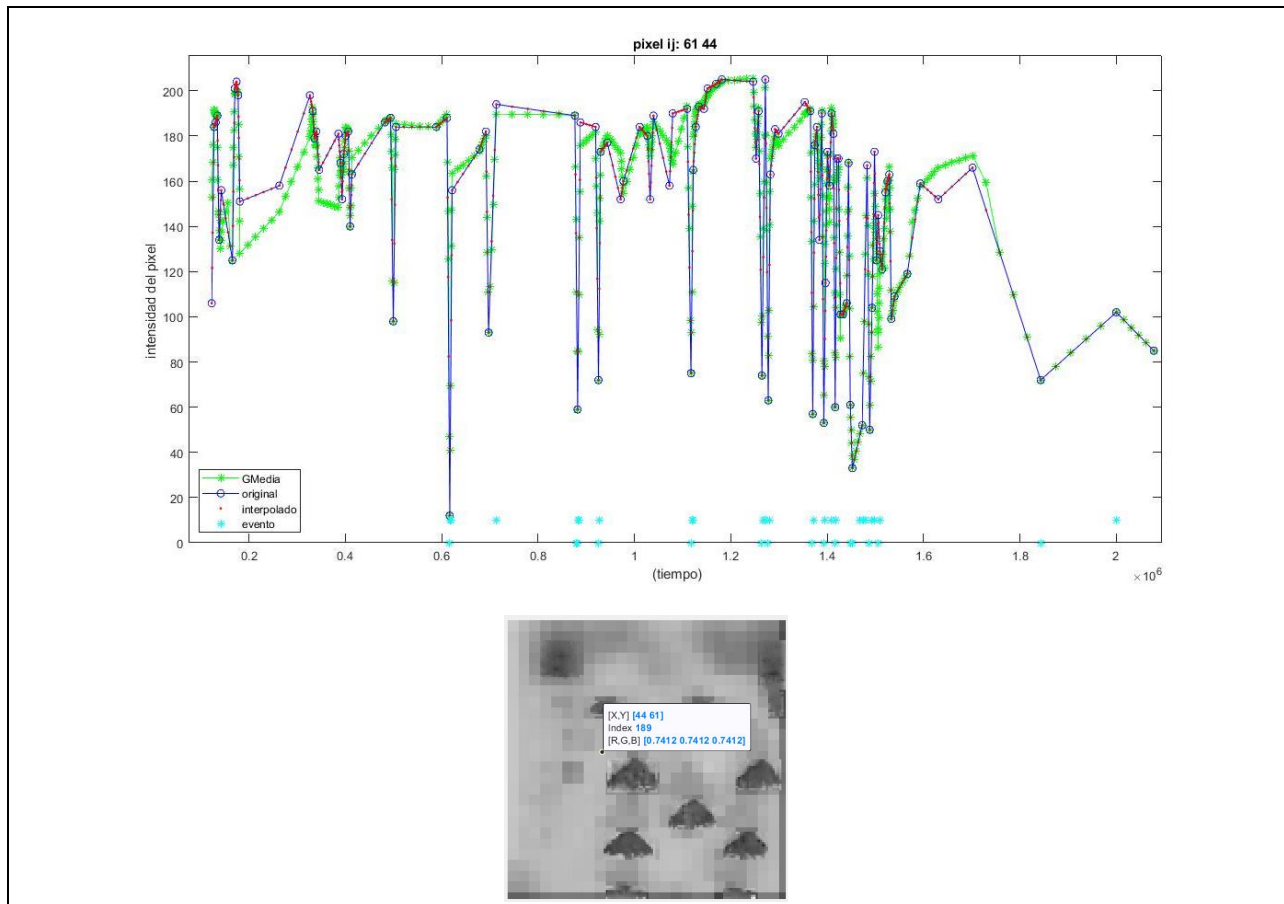 pixel ij: 61 44
intensidad del pixel
200
180
160
140
120
100
80
60
40
20
0
GMedia
original
interpolado
evento
0.2 0.4 0.6 0.8 1 1.2 1.4 1.6 1.8 2
(tiempo)
×10⁶
[X,Y] [44 61]
Index 189
[R,G,B] [0.7412 0.7412 0.7412]